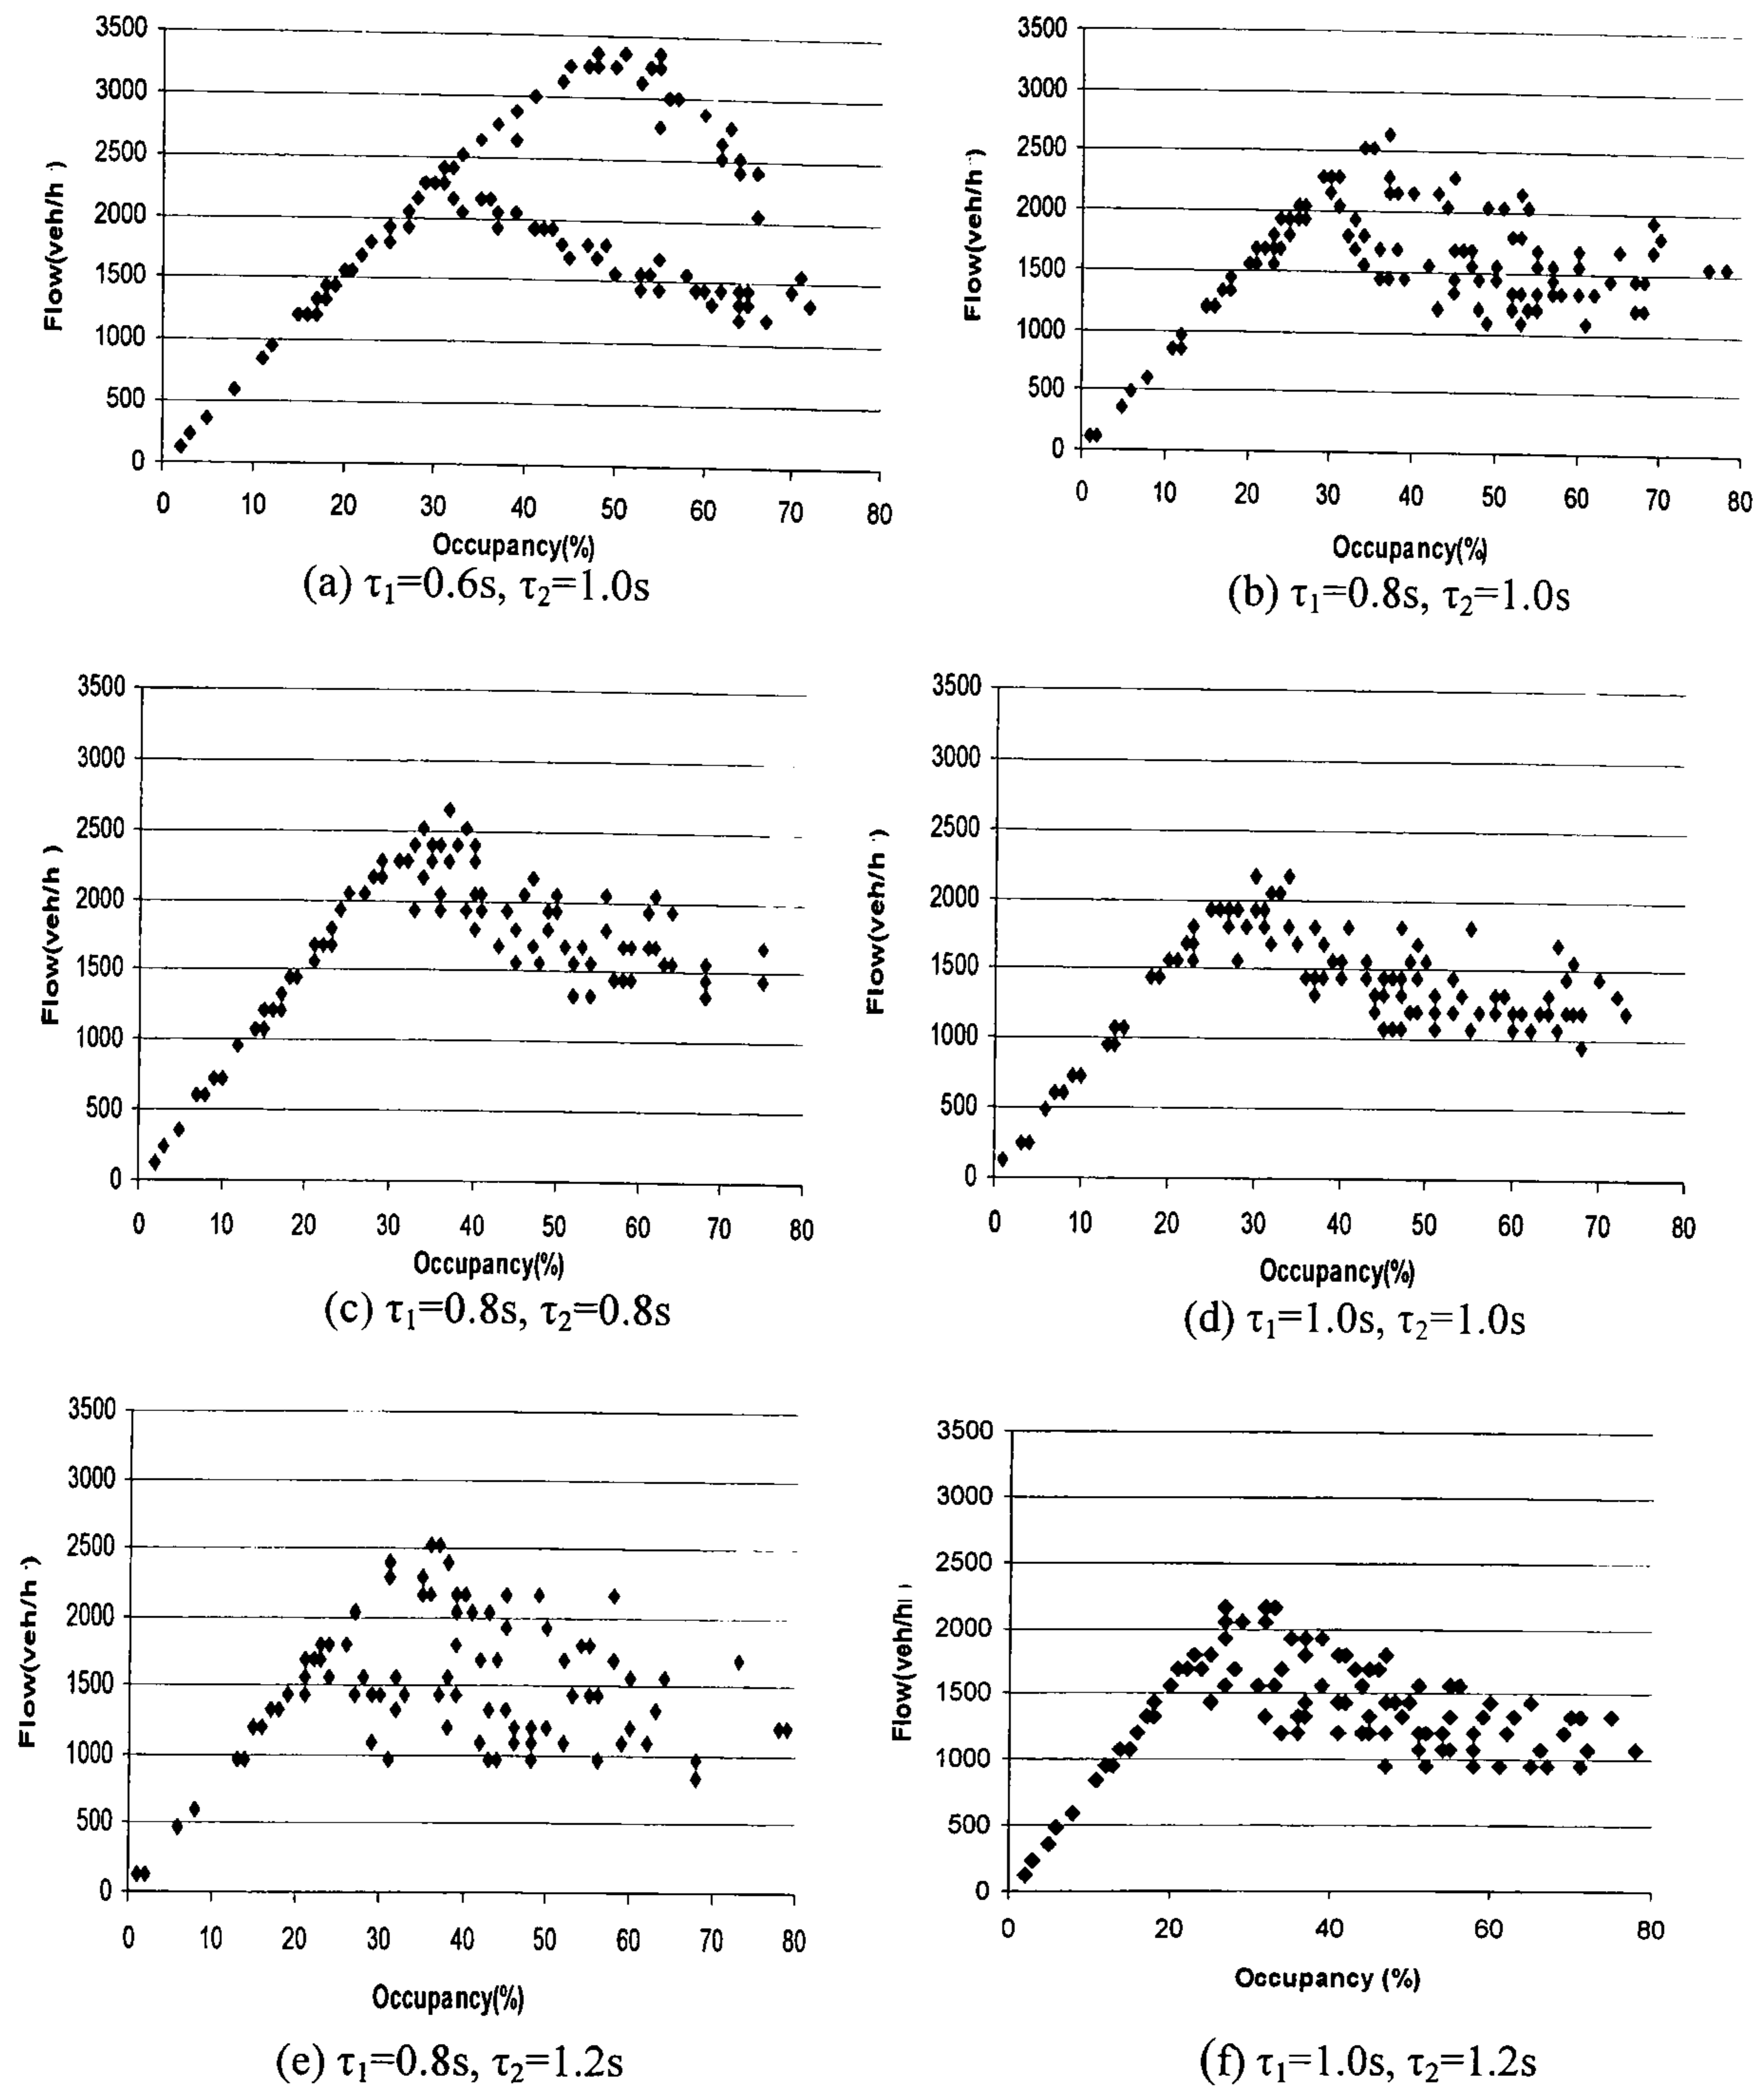 3500
3000
2500
2000
1500
1000
500
0
Flow(veh/h )
0 10 20 30 40 50 60 70 80
Occupancy(%)
(a) τ1=0.6s, τ2=1.0s
3500
3000
2500
2000
1500
1000
500
0
Flow(veh/h )
0 10 20 30 40 50 60 70 80
Occupancy(%)
(b) τ1=0.8s, τ2=1.0s
3500
3000
2500
2000
1500
1000
500
0
Flow(veh/h )
0 10 20 30 40 50 60 70 80
Occupancy(%)
(c) τ1=0.8s, τ2=0.8s
3500
3000
2500
2000
1500
1000
500
0
Flow(veh/h )
0 10 20 30 40 50 60 70 80
Occupancy(%)
(d) τ1=1.0s, τ2=1.0s
3500
3000
2500
2000
1500
1000
500
0
Flow(veh/h )
0 10 20 30 40 50 60 70 80
Occupancy(%)
(e) τ1=0.8s, τ2=1.2s
3500
3000
2500
2000
1500
1000
500
0
Flow(veh/h)
0 20 40 60 80
Occupancy (%)
(f) τ1=1.0s, τ2=1.2s